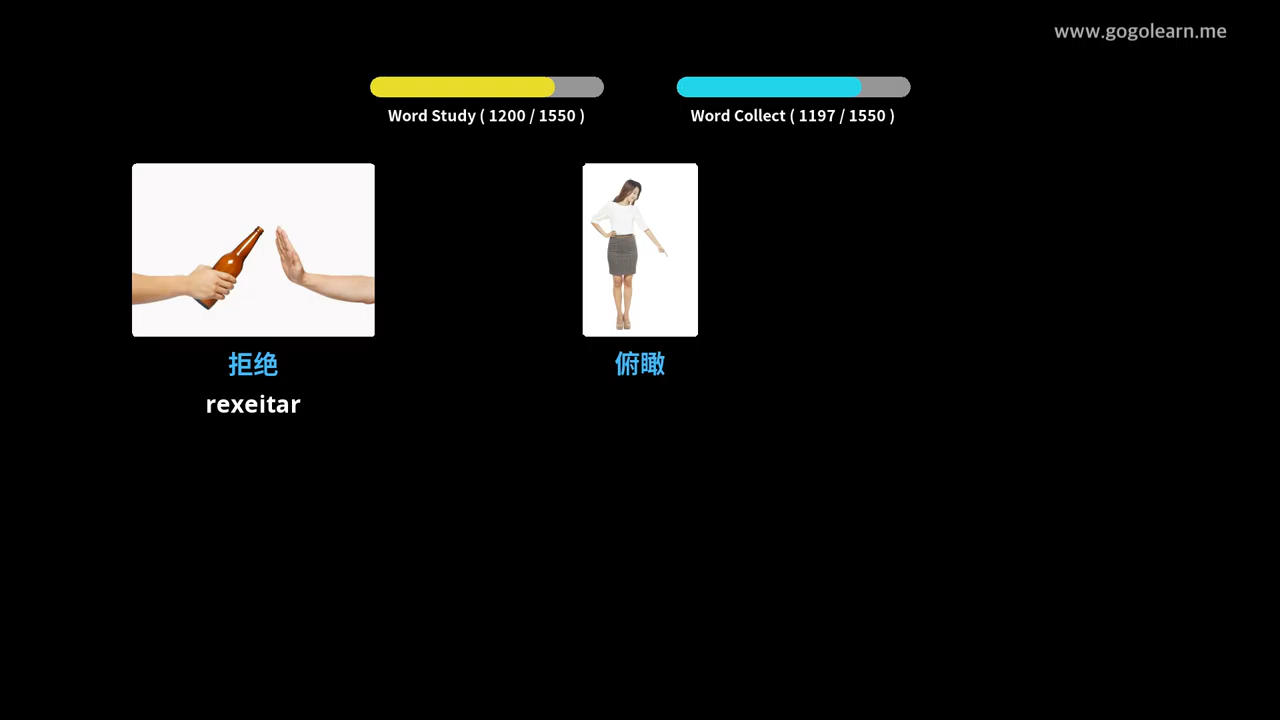 www.gogolearn.me
Word Study ( 1200 / 1550 )
Word Collect ( 1197 / 1550 )
拒绝
俯瞰
rexeitar